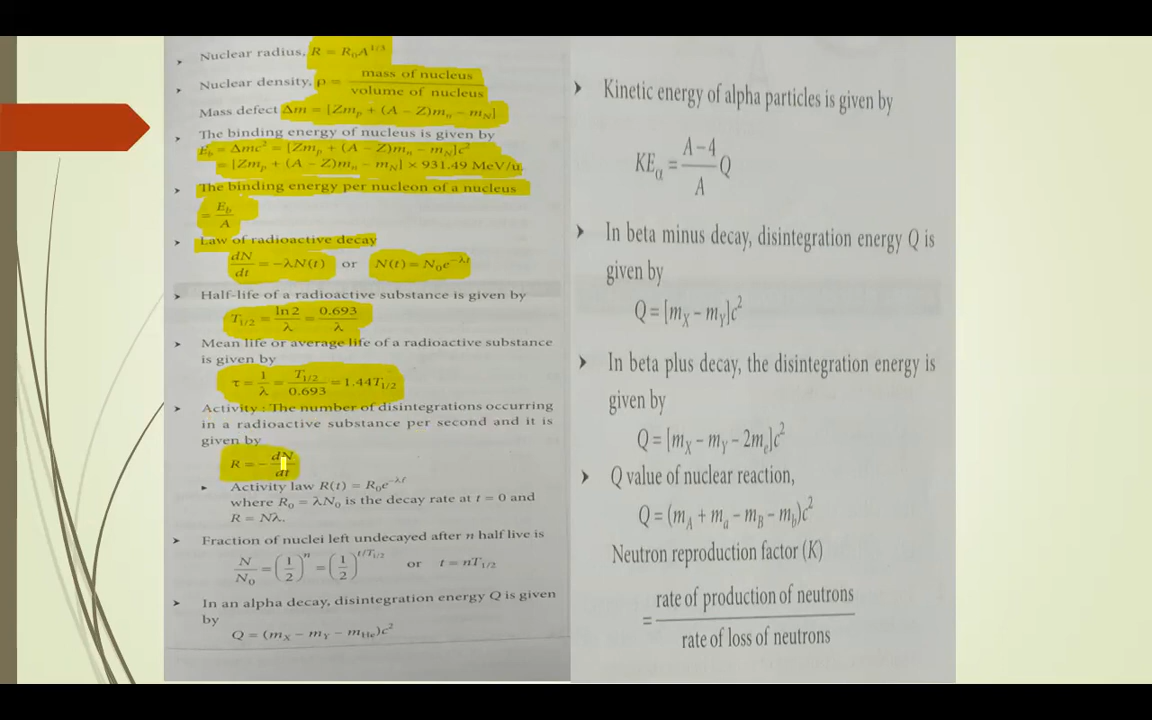 Nuclear radius, R = R₀A^1/3
Nuclear density, ρ = mass of nucleus / volume of nucleus
Mass defect Δm = [Zmₚ + (A − Z)mₙ − m_N]
The binding energy of nucleus is given by
E_b = Δmc² = [Zmₚ + (A − Z)mₙ − m_N]c²
= [Zmₚ + (A − Z)mₙ − m_N] × 931.49 MeV/u.
The binding energy per nucleon of a nucleus
= E_b / A
Law of radioactive decay
dN/dt = −λN(t) or N(t) = N₀e^−λt
Half-life of a radioactive substance is given by
T₁/₂ = ln 2 / λ = 0.693 / λ
Mean life or average life of a radioactive substance
is given by
τ = 1/λ = T₁/₂ / 0.693 = 1.44T₁/₂
Activity : The number of disintegrations occurring
in a radioactive substance per second and it is
given by
R = − dN/dt
Activity law R(t) = R₀e^−λt
where R₀ = λN₀ is the decay rate at t = 0 and
R = Nλ.
Fraction of nuclei left undecayed after n half live is
N/N₀ = (1/2)^n = (1/2)^t/T₁/₂ or t = nT₁/₂
In an alpha decay, disintegration energy Q is given
by
Q = (m_X − m_Y − m_He)c²
Kinetic energy of alpha particles is given by
KE_α = A−4 / A Q
In beta minus decay, disintegration energy Q is
given by
Q = [m_X − m_Y]c²
In beta plus decay, the disintegration energy is
given by
Q = [m_X − m_Y − 2mₑ]c²
Q value of nuclear reaction,
Q = (m_A + mₐ − m_B − m_b)c²
Neutron reproduction factor (K)
= rate of production of neutrons / rate of loss of neutrons